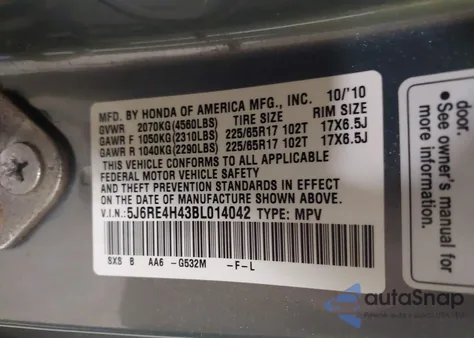 MFD. BY HONDA OF AMERICA MFG., INC. 10/'10
GVWR 2070KG(4560LBS) TIRE SIZE RIM SIZE
GAWR F 1050KG(2310LBS) 225/65R17 102T 17X6.5J
GAWR R 1040KG(2290LBS) 225/65R17 102T 17X6.5J
THIS VEHICLE CONFORMS TO ALL APPLICABLE
FEDERAL MOTOR VEHICLE SAFETY
AND THEFT PREVENTION STANDARDS IN EFFECT
ON THE DATE OF MANUFACTURE SHOWN ABOVE.
V.I.N.: 5J6RE4H43BL014042 TYPE: MPV
SXS B AA6 -G532M -F-L
See owner's
manual for
more
autoSnap